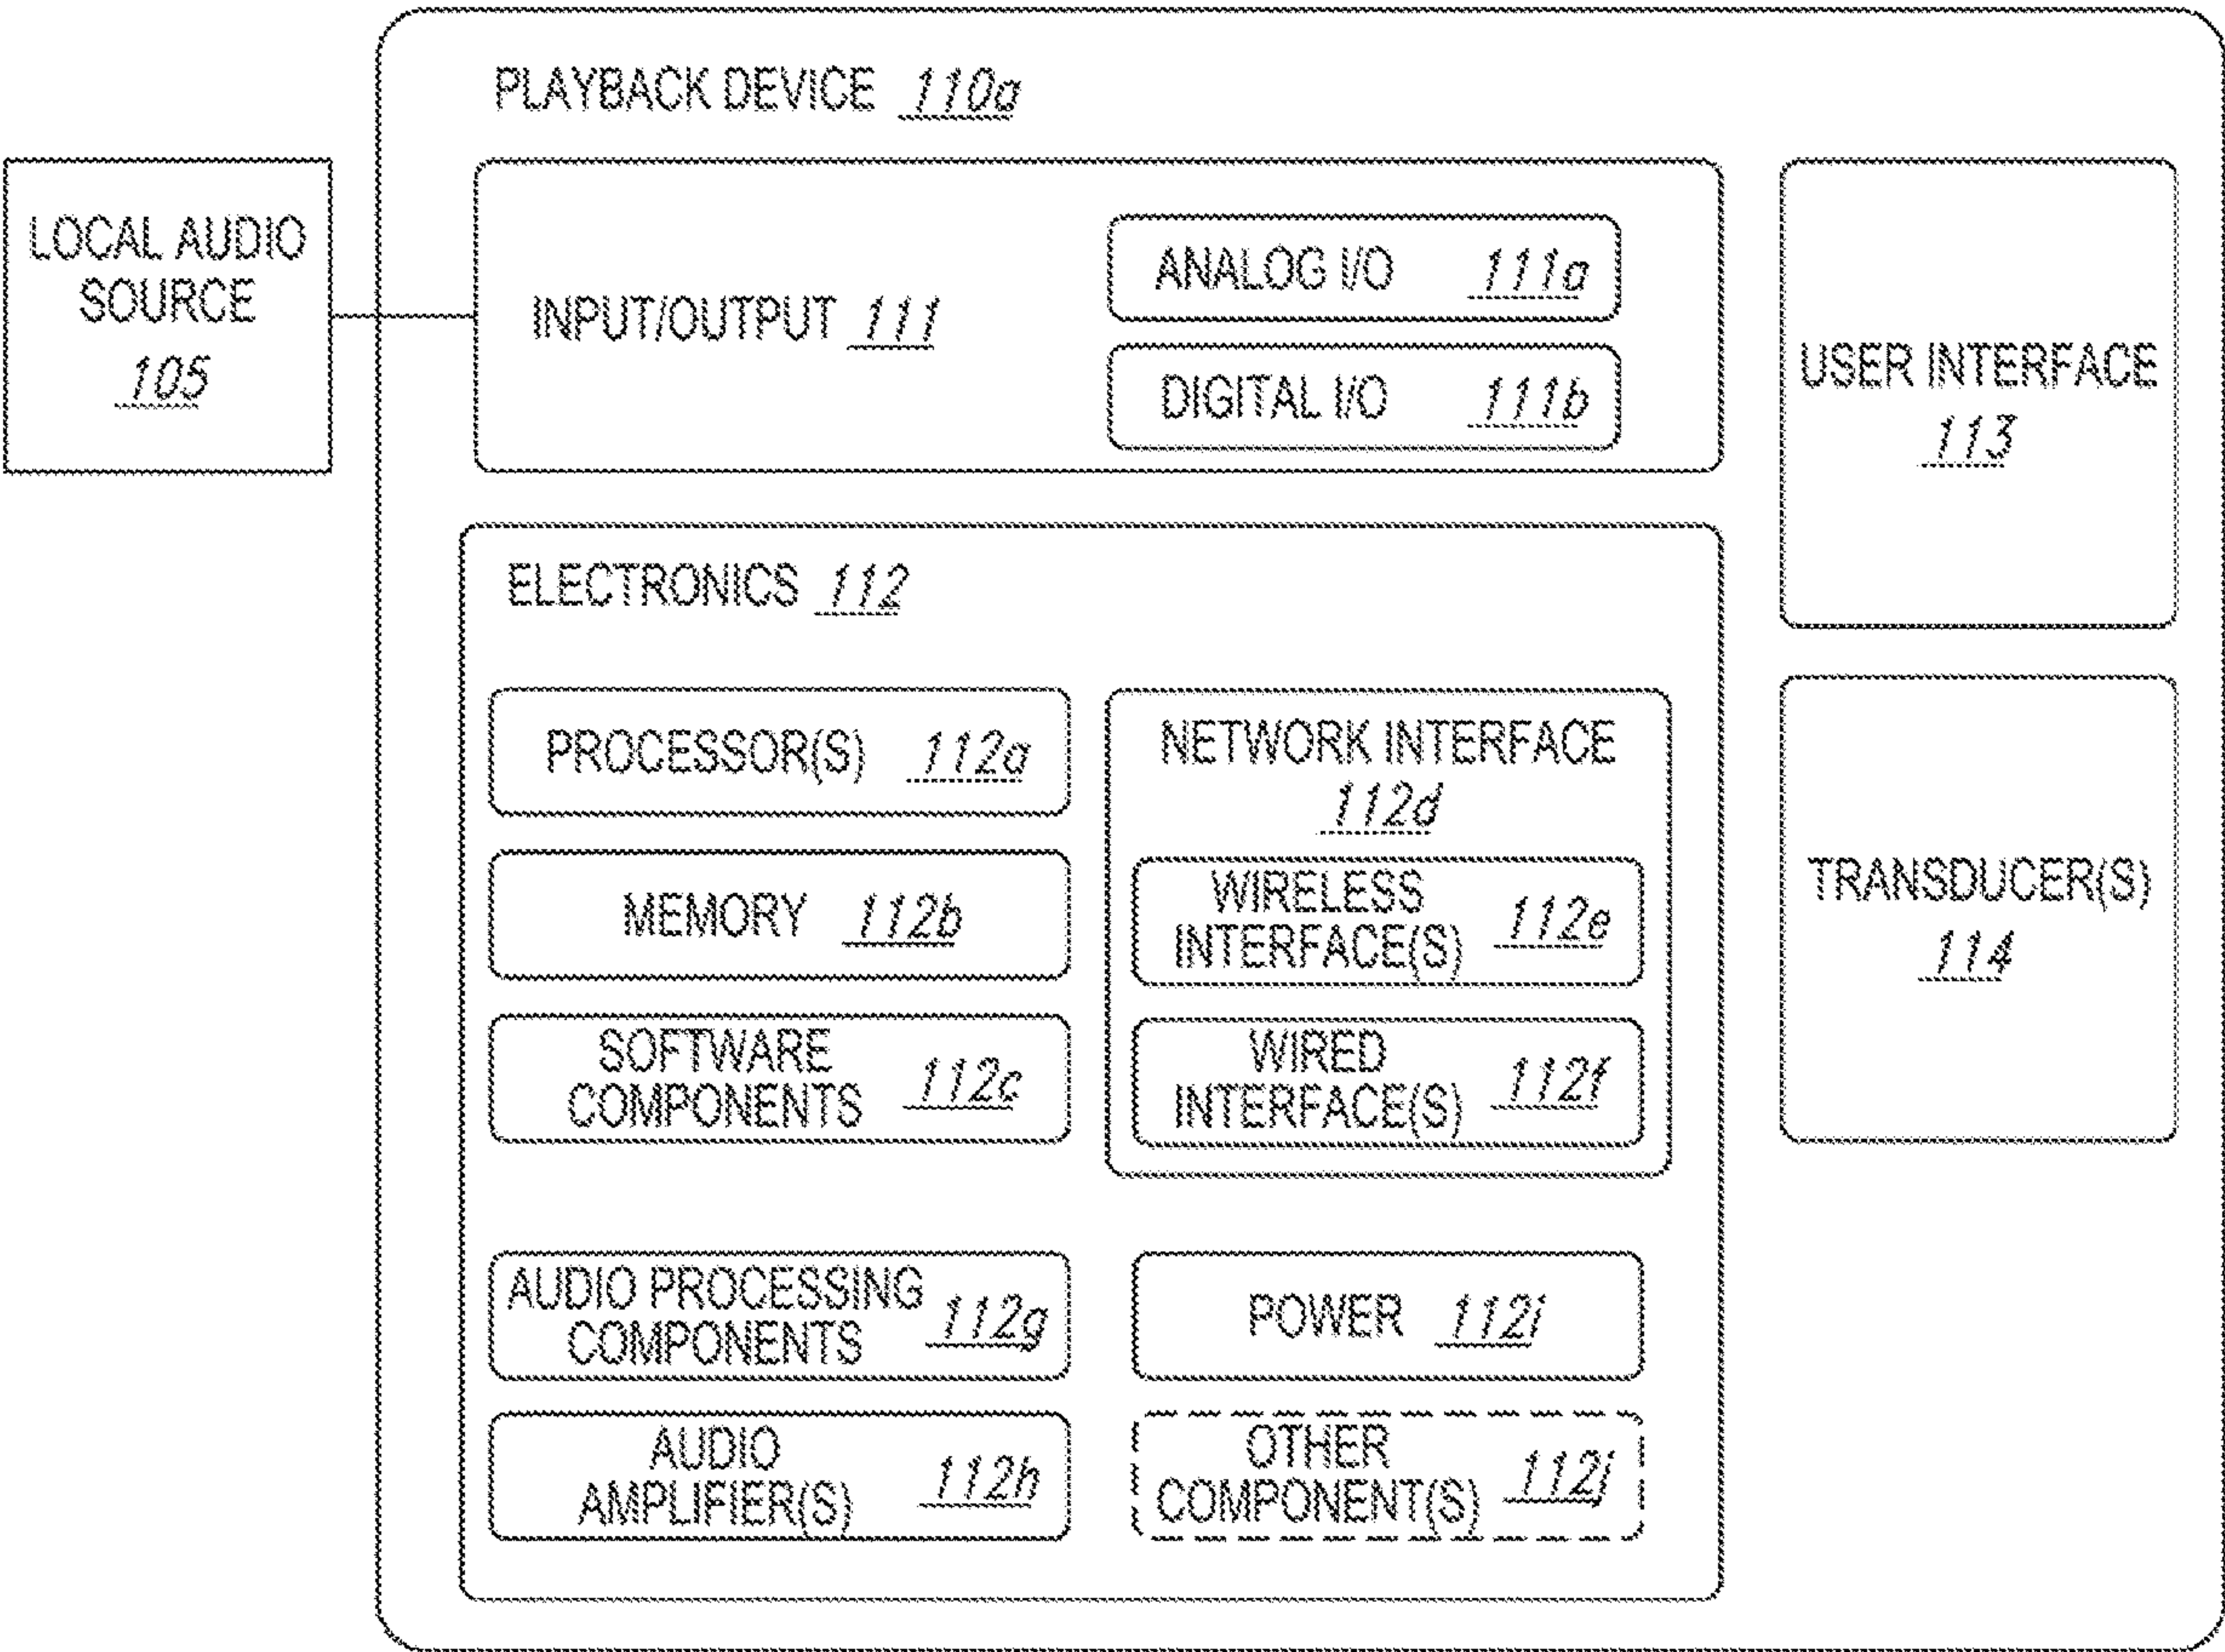 PLAYBACK DEVICE 110a
LOCAL AUDIO
SOURCE
105
INPUT/OUTPUT 111
ANALOG I/O 111a
DIGITAL I/O 111b
USER INTERFACE
113
ELECTRONICS 112
PROCESSOR(S) 112a
MEMORY 112b
SOFTWARE
COMPONENTS 112c
NETWORK INTERFACE
112d
WIRELESS
INTERFACE(S) 112e
WIRED
INTERFACE(S) 112f
TRANSDUCER(S)
114
AUDIO PROCESSING
COMPONENTS 112g
AUDIO
AMPLIFIER(S) 112h
POWER 112i
OTHER
COMPONENT(S) 112j